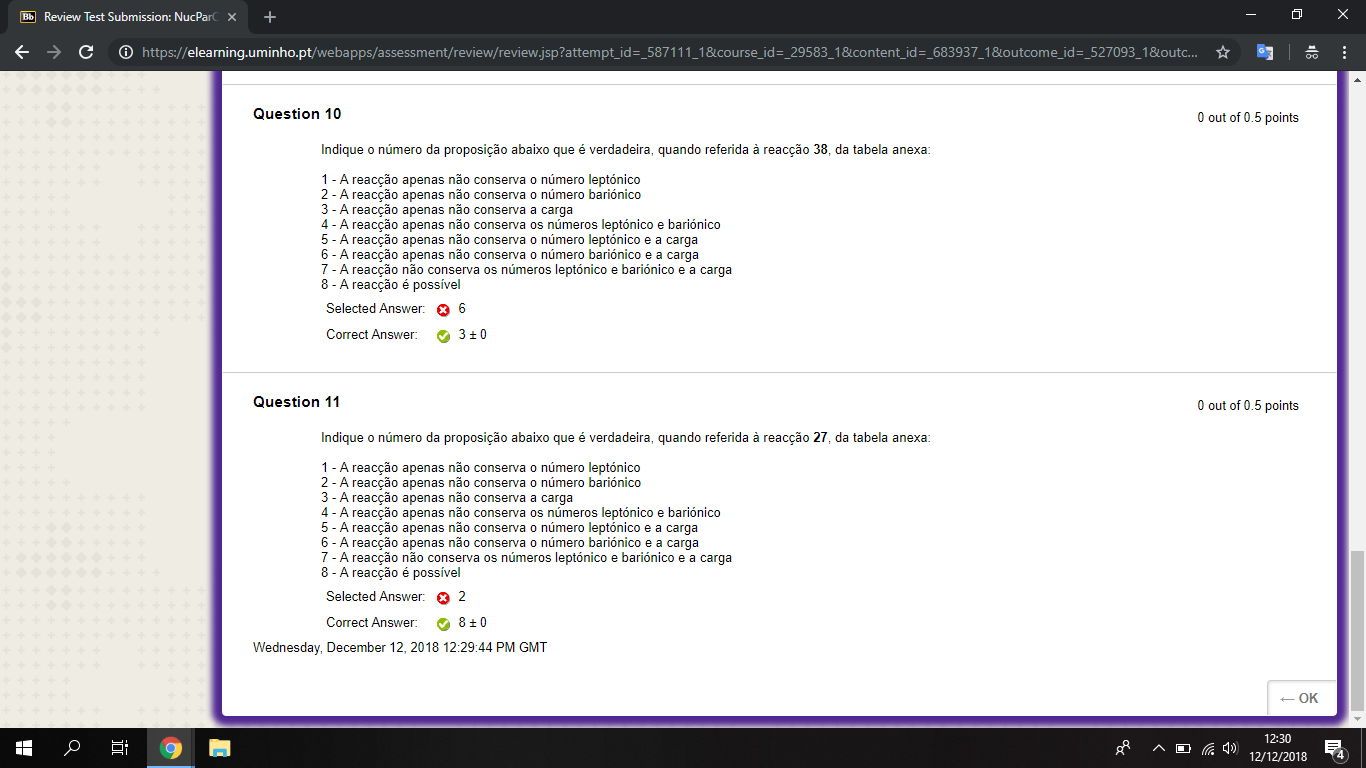 Bb Review Test Submission: NucParC
https://elearning.uminho.pt/webapps/assessment/review/review.jsp?attempt_id=_587111_1&course_id=_29583_1&content_id=_683937_1&outcome_id=_527093_1&outc...
Question 10
0 out of 0.5 points
Indique o número da proposição abaixo que é verdadeira, quando referida à reacção 38, da tabela anexa:
1 - A reacção apenas não conserva o número leptónico
2 - A reacção apenas não conserva o número bariónico
3 - A reacção apenas não conserva a carga
4 - A reacção apenas não conserva os números leptónico e bariónico
5 - A reacção apenas não conserva o número leptónico e a carga
6 - A reacção apenas não conserva o número bariónico e a carga
7 - A reacção não conserva os números leptónico e bariónico e a carga
8 - A reacção é possível
Selected Answer: 6
Correct Answer: 3 ± 0
Question 11
0 out of 0.5 points
Indique o número da proposição abaixo que é verdadeira, quando referida à reacção 27, da tabela anexa:
1 - A reacção apenas não conserva o número leptónico
2 - A reacção apenas não conserva o número bariónico
3 - A reacção apenas não conserva a carga
4 - A reacção apenas não conserva os números leptónico e bariónico
5 - A reacção apenas não conserva o número leptónico e a carga
6 - A reacção apenas não conserva o número bariónico e a carga
7 - A reacção não conserva os números leptónico e bariónico e a carga
8 - A reacção é possível
Selected Answer: 2
Correct Answer: 8 ± 0
Wednesday, December 12, 2018 12:29:44 PM GMT
← OK
12:30
12/12/2018
4